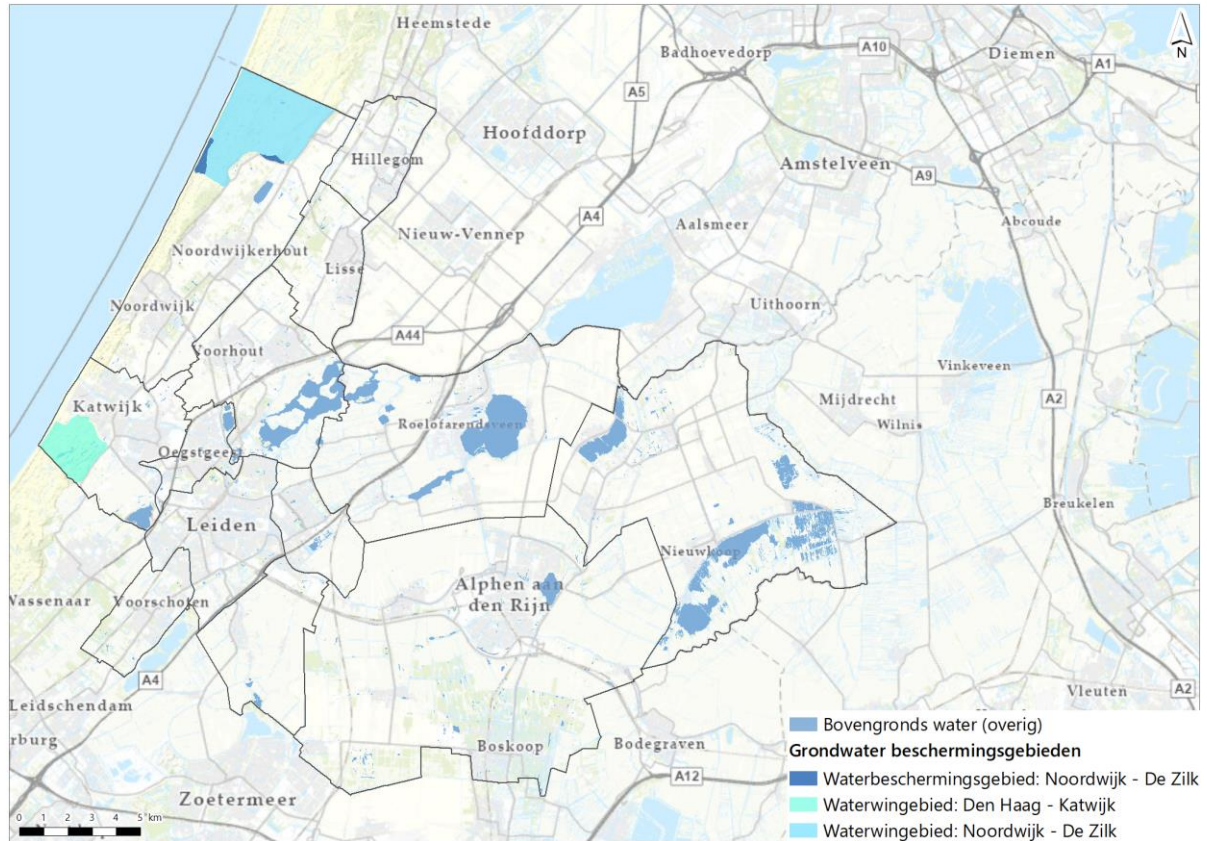 Heemstede
N
Badhoevedorp
A10
Diemen
A1
A5
Hoofddorp
Hillegom
Amstelveen
A9
A4
Abcoude
Aalsmeer
Nieuw-Vennep
Noordwijkerhout
Lisse
Uithoorn
Noordwijk
A44
Voorhout
Vinkeveen
Katwijk
Mijdrecht
A2
Roelofarendsveen
Wilnis
Oegstgeest
Breukelen
Leiden
Nieuwkoop
Alphen aan
den Rijn
Wassenaar
Voorschoten
A4
Vleuten
A2
Leidschendam
rburg
Boskoop
Bodegraven
A12
Zoetermeer
Bovengronds water (overig)
Grondwater beschermingsgebieden
Waterbeschermingsgebied: Noordwijk - De Zilk
Waterwingebied: Den Haag - Katwijk
Waterwingebied: Noordwijk - De Zilk
0 1 2 3 4 5 km